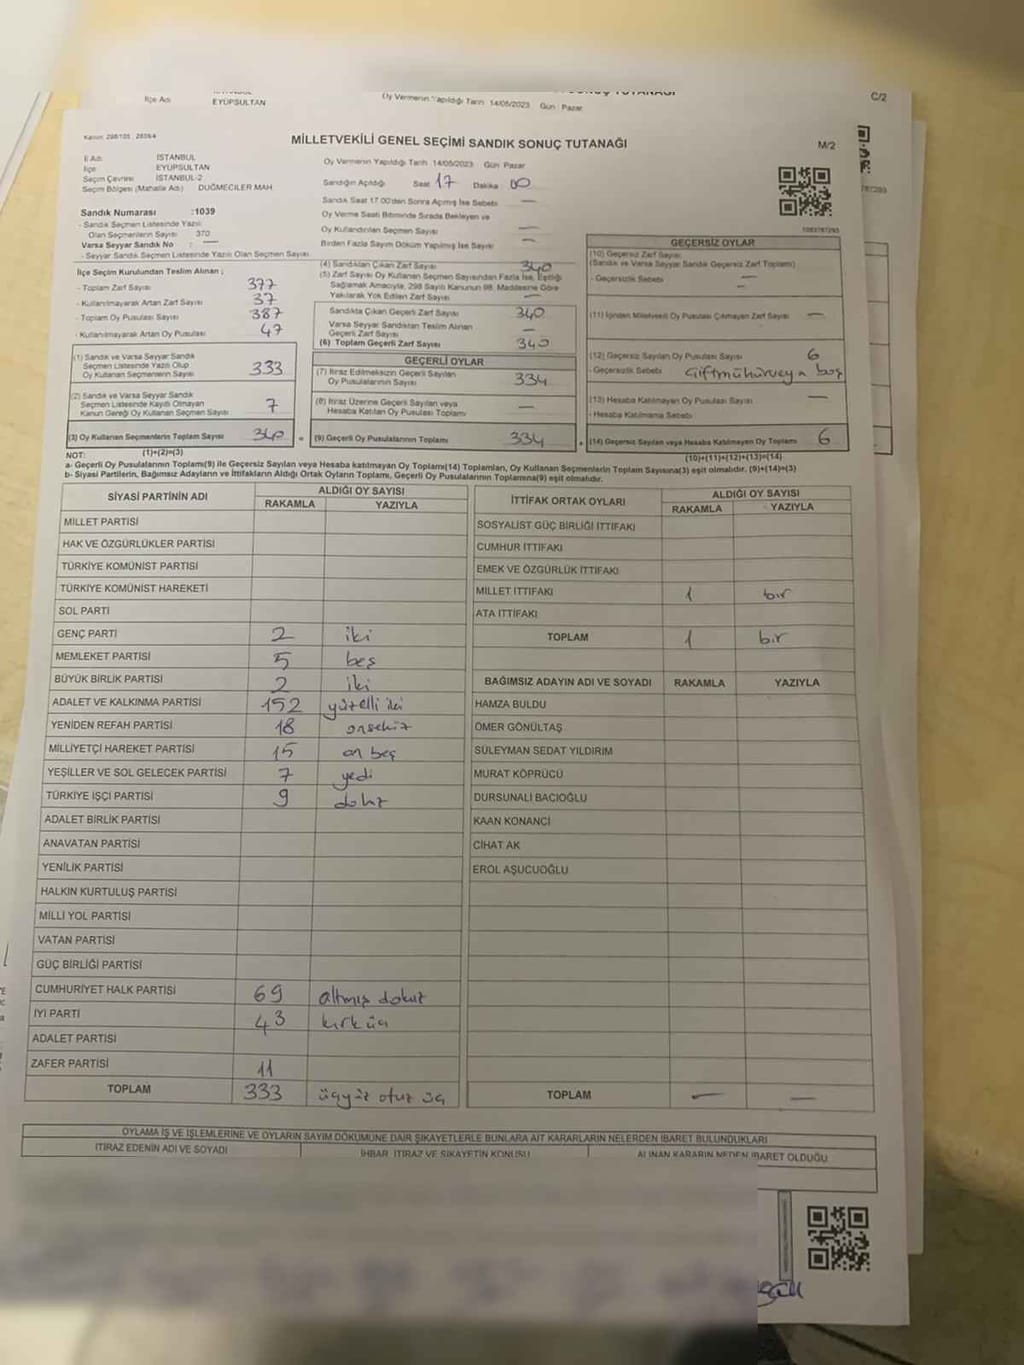 İlçe Adı EYÜPSULTAN Oy Vermenin Yapıldığı Tarih 14/05/2023 Gün : Pazar C/2
Kanun: 298/105
MİLLETVEKİLİ GENEL SEÇİMİ SANDIK SONUÇ TUTANAĞI
M/2
İl Adı İSTANBUL
İlçe EYÜPSULTAN
Seçim Çevresi İSTANBUL-2
Seçim Bölgesi (Mahalle Adı) DUĞMECİLER MAH
Oy Vermenin Yapıldığı Tarih 14/05/2023 Gün Pazar
Sandığın Açıldığı Saat 17 Dakika 00
Sandık Saat 17.00'den Sonra Açmış İse Sebebi —
Oy Verme Saati Bitiminde Sırada Bekleyen ve
Oy Kullandırılan Seçmen Sayısı —
Birden Fazla Sayım Döküm Yapılmış İse Sayısı —
Sandık Numarası :1039
- Sandık Seçmen Listesinde Yazılı
Olan Seçmenlerin Sayısı 370
Varsa Seyyar Sandık No : —
- Seyyar Sandık Seçmen Listesinde Yazılı Olan Seçmen Sayısı
İlçe Seçim Kurulundan Teslim Alınan :
- Toplam Zarf Sayısı 377
- Kullanılmayarak Artan Zarf Sayısı 37
- Toplam Oy Pusulası Sayısı 387
- Kullanılmayarak Artan Oy Pusulası 47
(1) Sandık ve Varsa Seyyar Sandık
Seçmen Listesinde Yazılı Olup
Oy Kullanan Seçmenlerin Sayısı 333
(2) Sandık ve Varsa Seyyar Sandık
Seçmen Listesinde Kayıtlı Olmayan
Kanun Gereği Oy Kullanan Seçmen Sayısı 7
(3) Oy Kullanan Seçmenlerin Toplam Sayısı 340
(1)+(2)=(3)
(4) Sandıktan Çıkan Zarf Sayısı 340
(5) Zarf Sayısı Oy Kullanan Seçmen Sayısından Fazla İse, Eşitliği
Sağlamak Amacıyla, 298 Sayılı Kanunun 98. Maddesine Göre
Yakılarak Yok Edilen Zarf Sayısı —
Sandıkta Çıkan Geçerli Zarf Sayısı 340
Varsa Seyyar Sandıktan Teslim Alınan
Geçerli Zarf Sayısı —
(6) Toplam Geçerli Zarf Sayısı 340
GEÇERLİ OYLAR
(7) İtiraz Edilmeksizin Geçerli Sayılan
Oy Pusulalarının Sayısı 334
(8) İtiraz Üzerine Geçerli Sayılan veya
Hesaba Katılan Oy Pusulası Toplamı —
= (9) Geçerli Oy Pusulalarının Toplamı 334
GEÇERSİZ OYLAR
(10) Geçersiz Zarf Sayısı
(Sandık ve Varsa Seyyar Sandık Geçersiz Zarf Toplamı) —
- Geçersizlik Sebebi —
(11) İçinden Milletvekili Oy Pusulası Çıkmayan Zarf Sayısı —
(12) Geçersiz Sayılan Oy Pusulası Sayısı 6
- Geçersizlik Sebebi Çift mühür veya boş
(13) Hesaba Katılmayan Oy Pusulası Sayısı —
- Hesaba Katılmama Sebebi
+ (14) Geçersiz Sayılan veya Hesaba Katılmayan Oy Toplamı 6
(10)+(11)+(12)+(13)=(14)
NOT:
a- Geçerli Oy Pusulalarının Toplamı(9) ile Geçersiz Sayılan veya Hesaba katılmayan Oy Toplamı(14) Toplamları, Oy Kullanan Seçmenlerin Toplam Sayısına(3) eşit olmalıdır. (9)+(14)=(3)
b- Siyasi Partilerin, Bağımsız Adayların ve İttifakların Aldığı Ortak Oyların Toplamı, Geçerli Oy Pusulalarının Toplamına(9) eşit olmalıdır.
SİYASİ PARTİNİN ADI ALDIĞI OY SAYISI
RAKAMLA YAZIYLA
MİLLET PARTİSİ
HAK VE ÖZGÜRLÜKLER PARTİSİ
TÜRKİYE KOMÜNİST PARTİSİ
TÜRKİYE KOMÜNİST HAREKETİ
SOL PARTİ
GENÇ PARTİ 2 iki
MEMLEKET PARTİSİ 5 beş
BÜYÜK BİRLİK PARTİSİ 2 iki
ADALET VE KALKINMA PARTİSİ 152 yüzelli iki
YENİDEN REFAH PARTİSİ 18 onsekiz
MİLLİYETÇİ HAREKET PARTİSİ 15 on beş
YEŞİLLER VE SOL GELECEK PARTİSİ 7 yedi
TÜRKİYE İŞÇİ PARTİSİ 9 dokuz
ADALET BİRLİK PARTİSİ
ANAVATAN PARTİSİ
YENİLİK PARTİSİ
HALKIN KURTULUŞ PARTİSİ
MİLLİ YOL PARTİSİ
VATAN PARTİSİ
GÜÇ BİRLİĞİ PARTİSİ
CUMHURİYET HALK PARTİSİ 69 altmış dokuz
İYİ PARTİ 43 kırküç
ADALET PARTİSİ
ZAFER PARTİSİ 11
TOPLAM 333 üçyüz otuz üç
İTTİFAK ORTAK OYLARI ALDIĞI OY SAYISI
RAKAMLA YAZIYLA
SOSYALİST GÜÇ BİRLİĞİ İTTİFAKI
CUMHUR İTTİFAKI
EMEK VE ÖZGÜRLÜK İTTİFAKI
MİLLET İTTİFAKI 1 bir
ATA İTTİFAKI
TOPLAM 1 bir
BAĞIMSIZ ADAYIN ADI VE SOYADI RAKAMLA YAZIYLA
HAMZA BULDU
ÖMER GÖNÜLTAŞ
SÜLEYMAN SEDAT YILDIRIM
MURAT KÖPRÜCÜ
DURSUNALİ BACIOĞLU
KAAN KONANCİ
CİHAT AK
EROL AŞUCUOĞLU
TOPLAM — —
OYLAMA İŞ VE İŞLEMLERİNE VE OYLARIN SAYIM DÖKÜMÜNE DAİR ŞİKAYETLERLE BUNLARA AİT KARARLARIN NELERDEN İBARET BULUNDUKLARI
İTİRAZ EDENİN ADI VE SOYADI İHBAR, İTİRAZ VE ŞİKAYETİN KONUSU ALINAN KARARIN NEDEN İBARET OLDUĞU